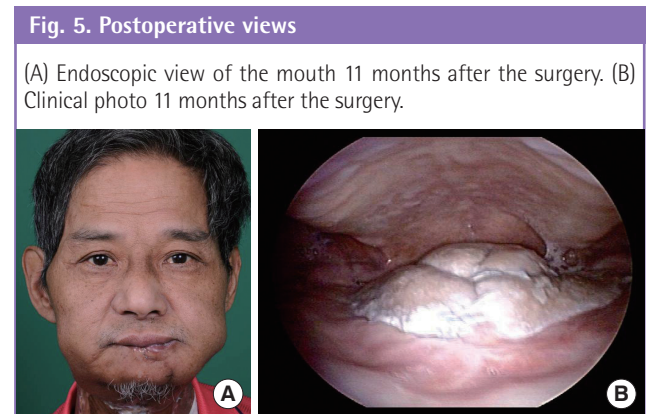 Fig. 5. Postoperative views
(A) Endoscopic view of the mouth 11 months after the surgery. (B)
Clinical photo 11 months after the surgery.
A
B